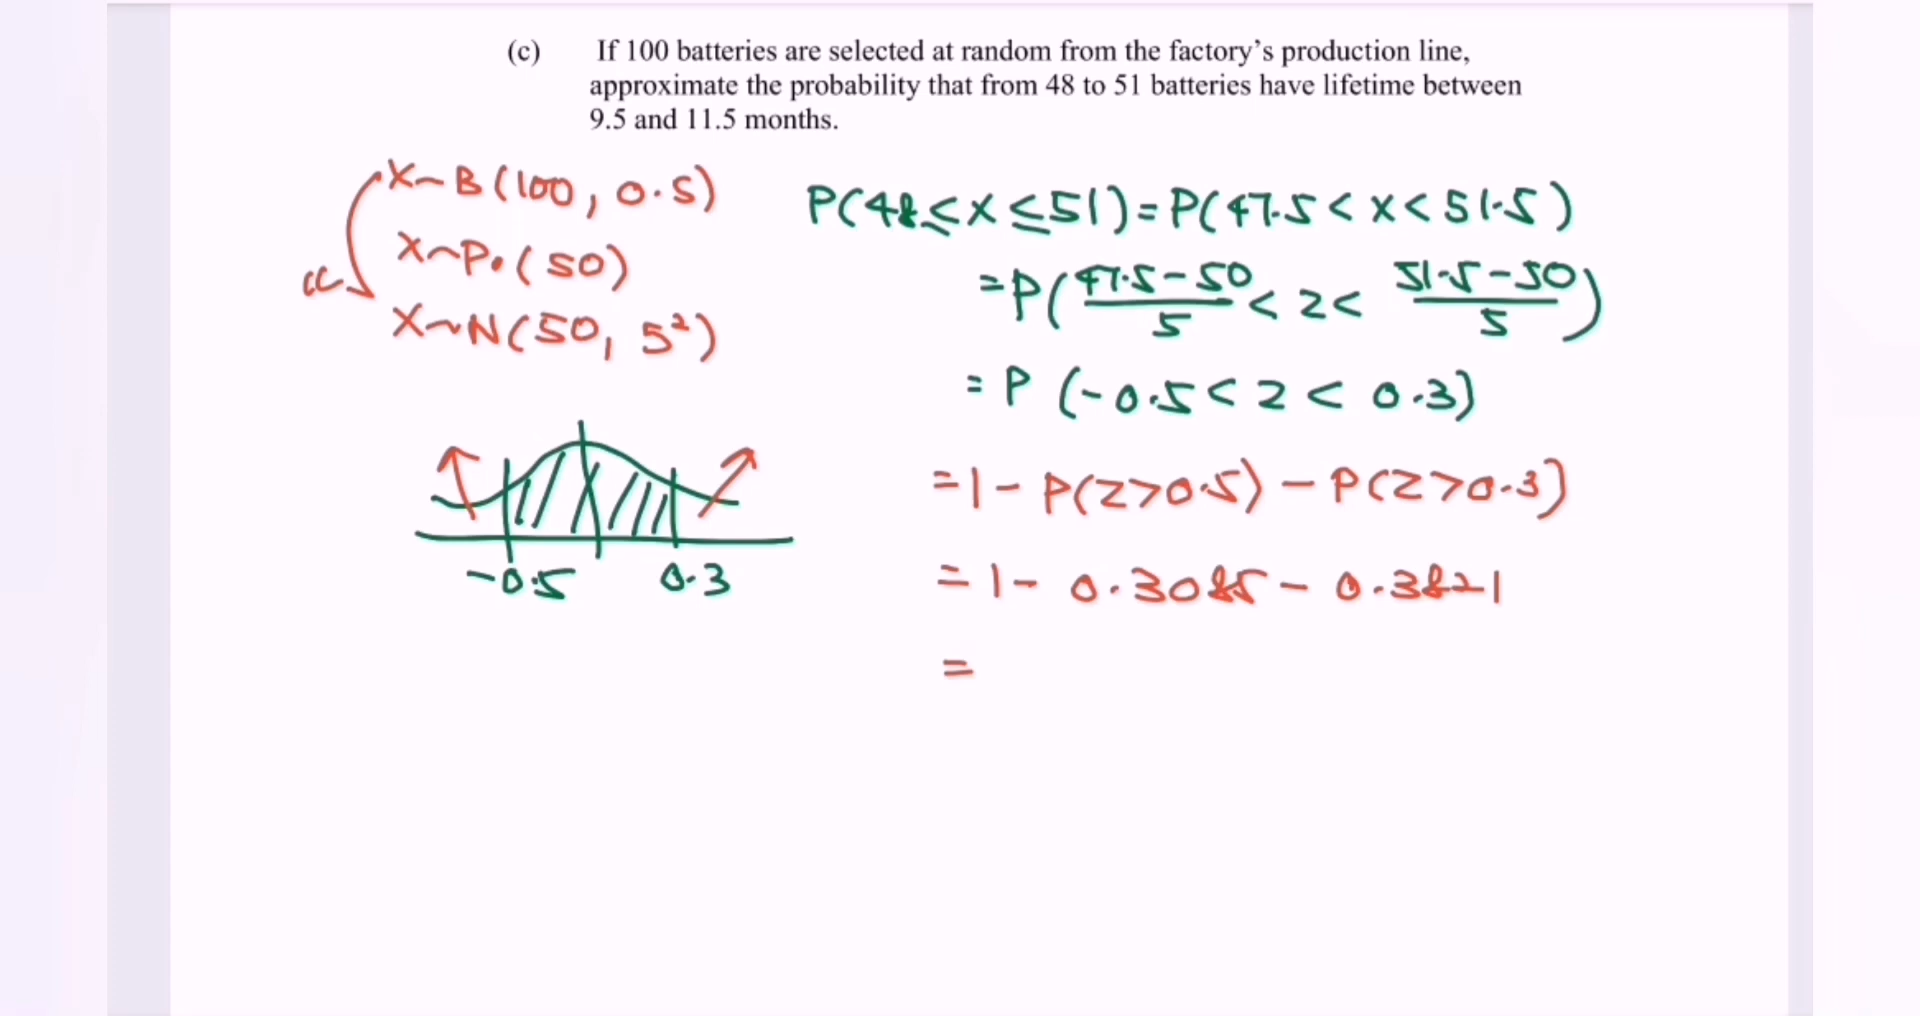 (c) If 100 batteries are selected at random from the factory's production line,
approximate the probability that from 48 to 51 batteries have lifetime between
9.5 and 11.5 months.
X~B(100, 0.5)
X~Po(50)
cc
X~N(50, 5²)
P(48≤X≤51)=P(47.5<X<51.5)
=P(47.5-50/5 < Z < 51.5-50/5)
=P(-0.5<Z<0.3)
=1-P(Z>0.5)-P(Z>0.3)
=1-0.3085-0.3821
=
-0.5 0.3